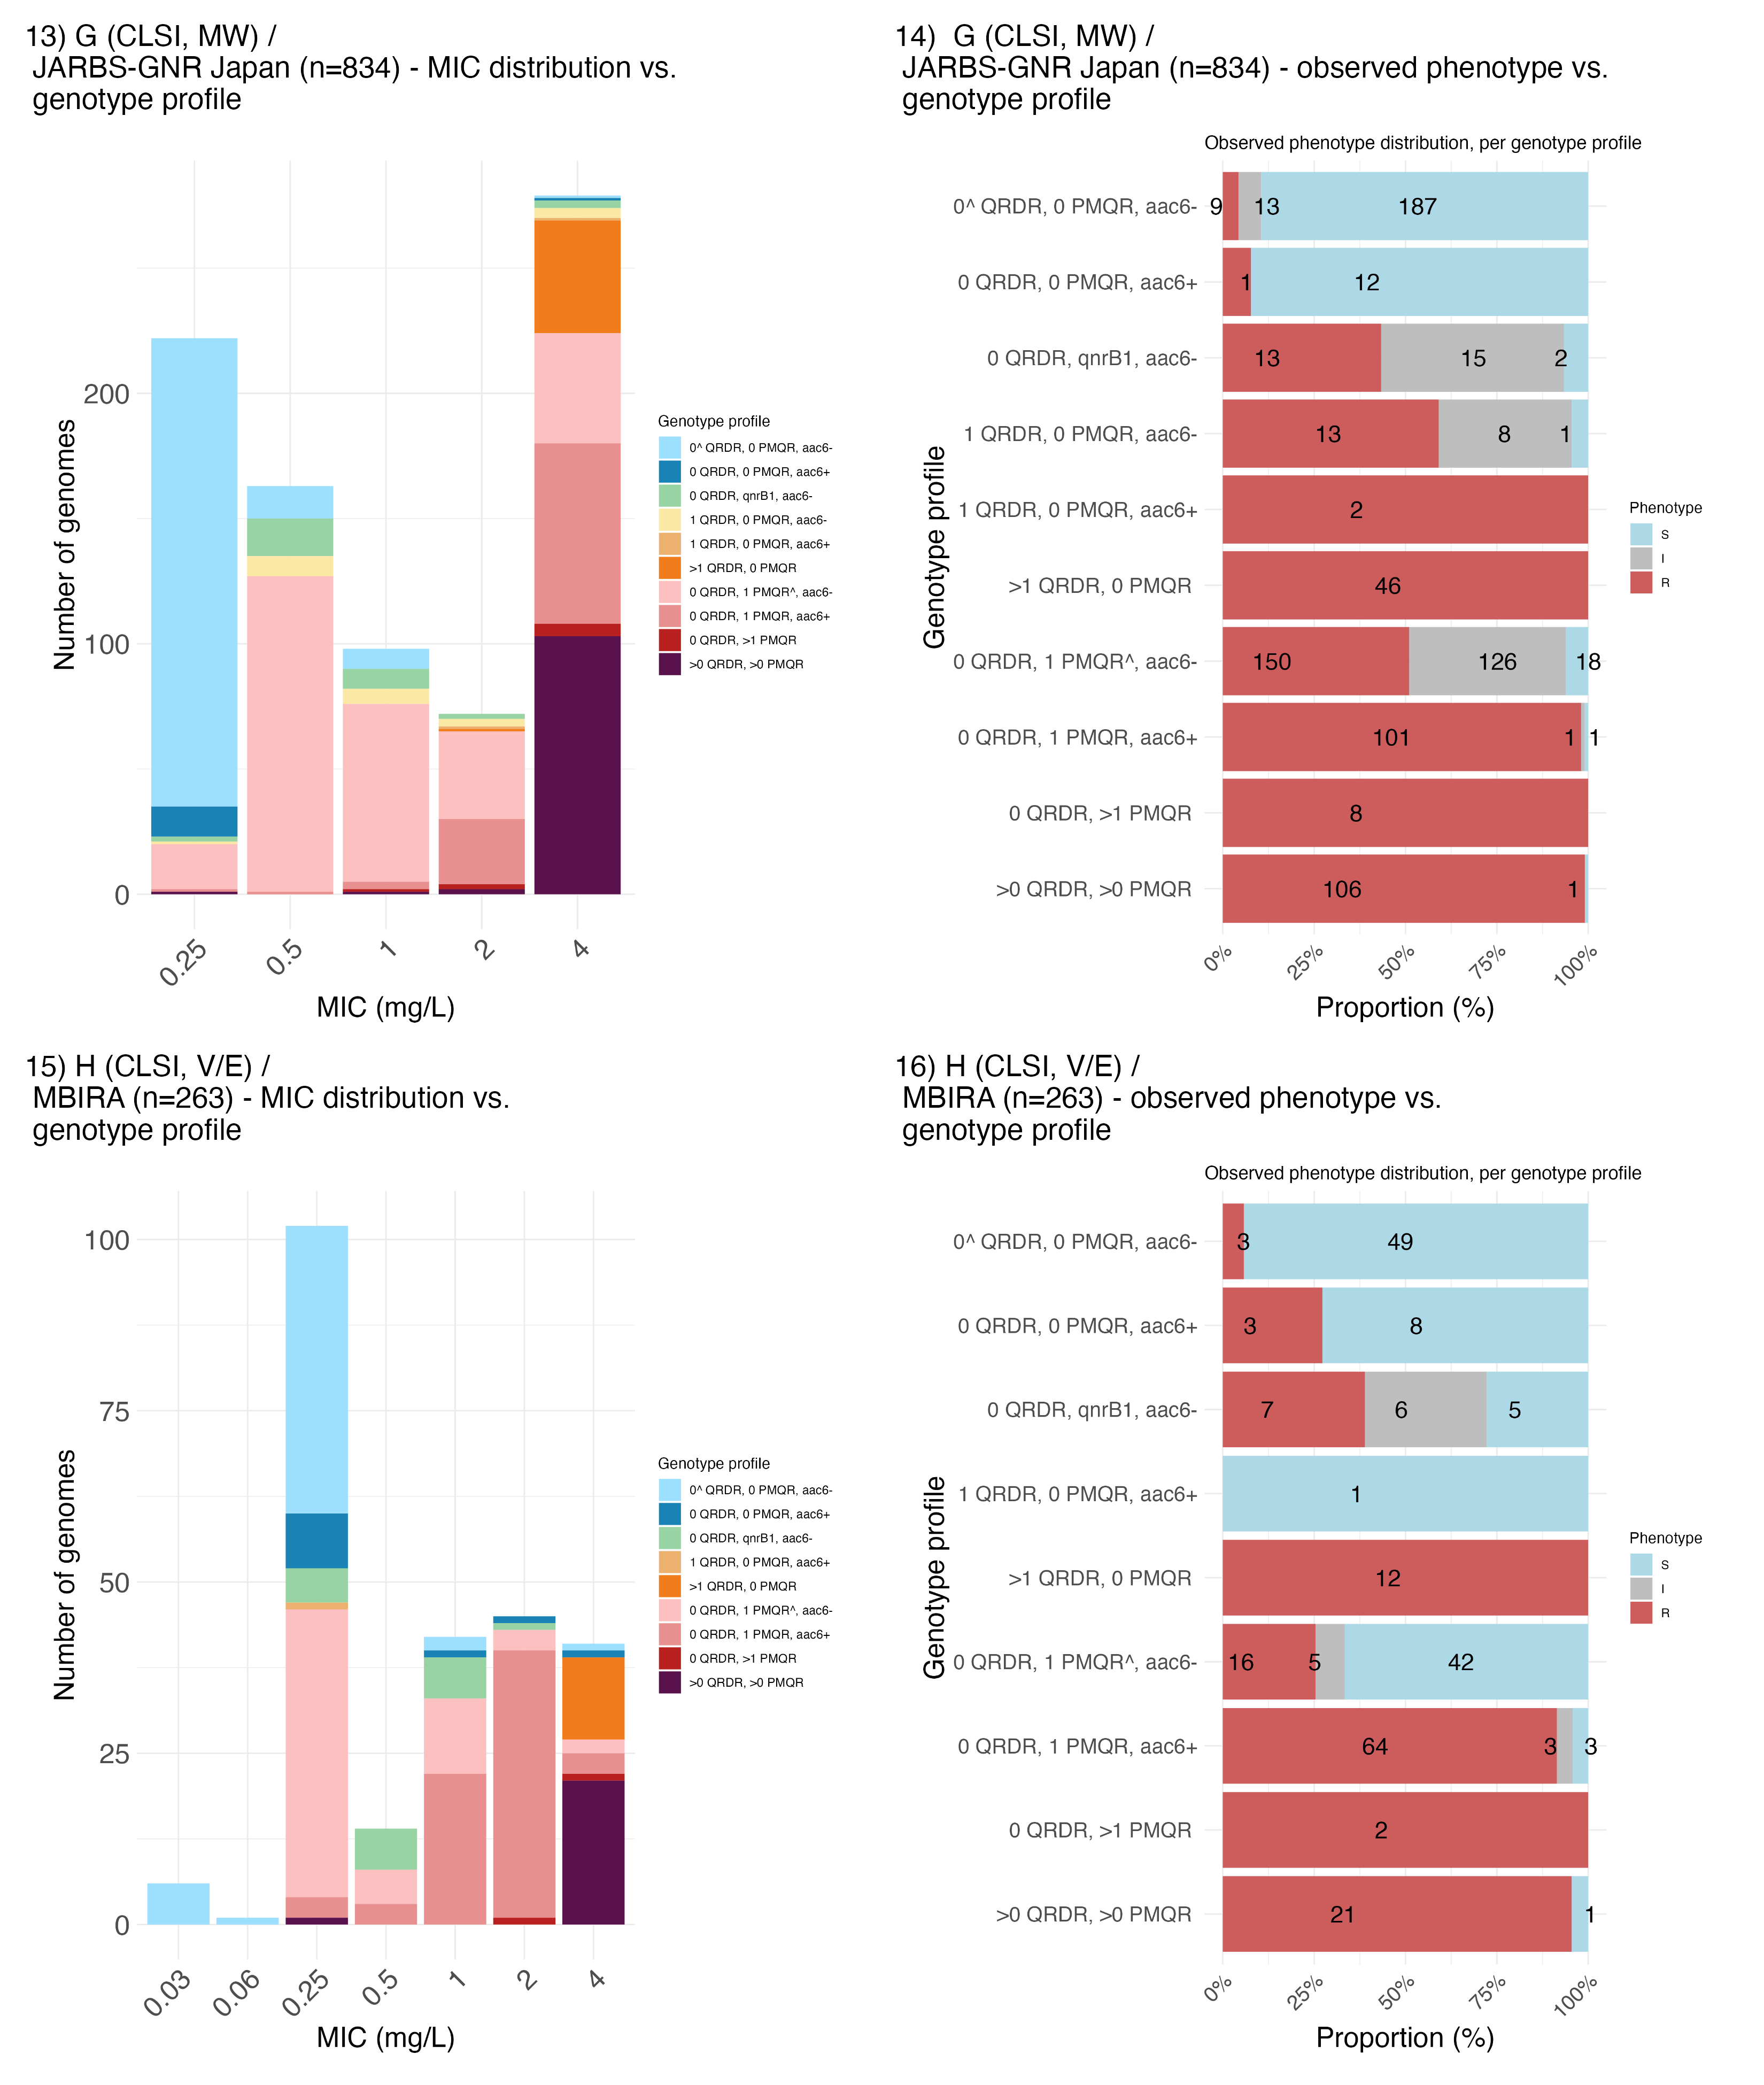 13) G (CLSI, MW) /
JARBS-GNR Japan (n=834) - MIC distribution vs.
genotype profile
Number of genomes
200
100
0
0.25
0.5
1
2
4
MIC (mg/L)
Genotype profile
0^ QRDR, 0 PMQR, aac6-
0 QRDR, 0 PMQR, aac6+
0 QRDR, qnrB1, aac6-
1 QRDR, 0 PMQR, aac6-
1 QRDR, 0 PMQR, aac6+
>1 QRDR, 0 PMQR
0 QRDR, 1 PMQR^, aac6-
0 QRDR, 1 PMQR, aac6+
0 QRDR, >1 PMQR
>0 QRDR, >0 PMQR
14) G (CLSI, MW) /
JARBS-GNR Japan (n=834) - observed phenotype vs.
genotype profile
Observed phenotype distribution, per genotype profile
Genotype profile
0^ QRDR, 0 PMQR, aac6- 9 13 187
0 QRDR, 0 PMQR, aac6+ 1 12
0 QRDR, qnrB1, aac6- 13 15 2
1 QRDR, 0 PMQR, aac6- 13 8 1
1 QRDR, 0 PMQR, aac6+ 2
>1 QRDR, 0 PMQR 46
0 QRDR, 1 PMQR^, aac6- 150 126 18
0 QRDR, 1 PMQR, aac6+ 101 1 1
0 QRDR, >1 PMQR 8
>0 QRDR, >0 PMQR 106 1
0%
25%
50%
75%
100%
Proportion (%)
Phenotype
S
I
R
15) H (CLSI, V/E) /
MBIRA (n=263) - MIC distribution vs.
genotype profile
Number of genomes
100
75
50
25
0
0.03
0.06
0.25
0.5
1
2
4
MIC (mg/L)
Genotype profile
0^ QRDR, 0 PMQR, aac6-
0 QRDR, 0 PMQR, aac6+
0 QRDR, qnrB1, aac6-
1 QRDR, 0 PMQR, aac6+
>1 QRDR, 0 PMQR
0 QRDR, 1 PMQR^, aac6-
0 QRDR, 1 PMQR, aac6+
0 QRDR, >1 PMQR
>0 QRDR, >0 PMQR
16) H (CLSI, V/E) /
MBIRA (n=263) - observed phenotype vs.
genotype profile
Observed phenotype distribution, per genotype profile
Genotype profile
0^ QRDR, 0 PMQR, aac6- 3 49
0 QRDR, 0 PMQR, aac6+ 3 8
0 QRDR, qnrB1, aac6- 7 6 5
1 QRDR, 0 PMQR, aac6+ 1
>1 QRDR, 0 PMQR 12
0 QRDR, 1 PMQR^, aac6- 16 5 42
0 QRDR, 1 PMQR, aac6+ 64 3 3
0 QRDR, >1 PMQR 2
>0 QRDR, >0 PMQR 21 1
0%
25%
50%
75%
100%
Proportion (%)
Phenotype
S
I
R